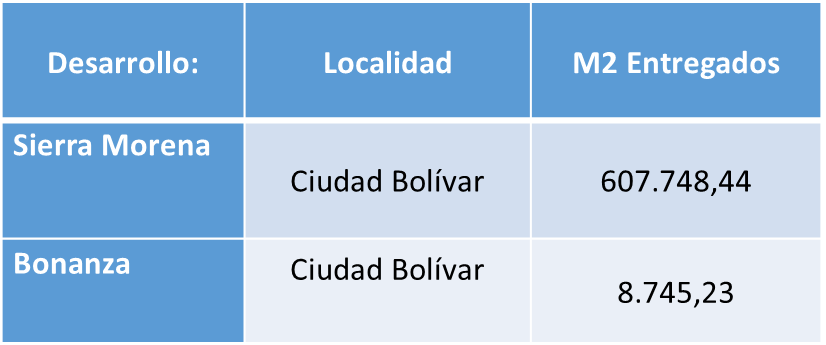 Desarrollo: Localidad M2 Entregados
Sierra Morena Ciudad Bolívar 607.748,44
Bonanza Ciudad Bolívar 8.745,23